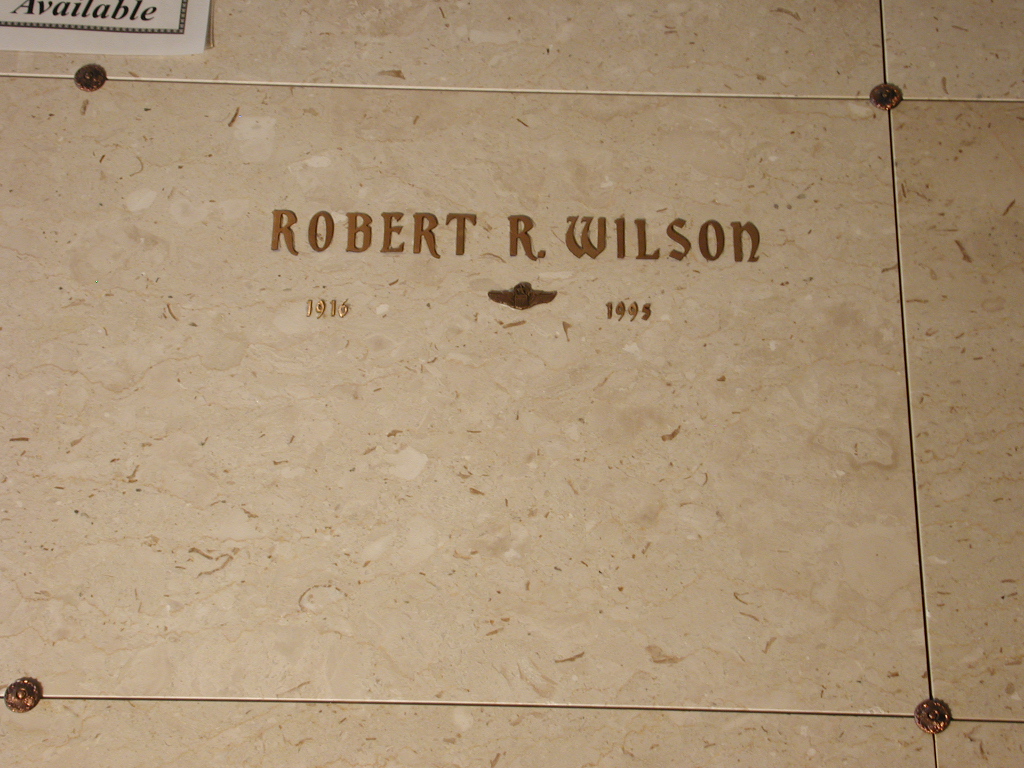 Available
ROBERT R. WILSON
1916 1995